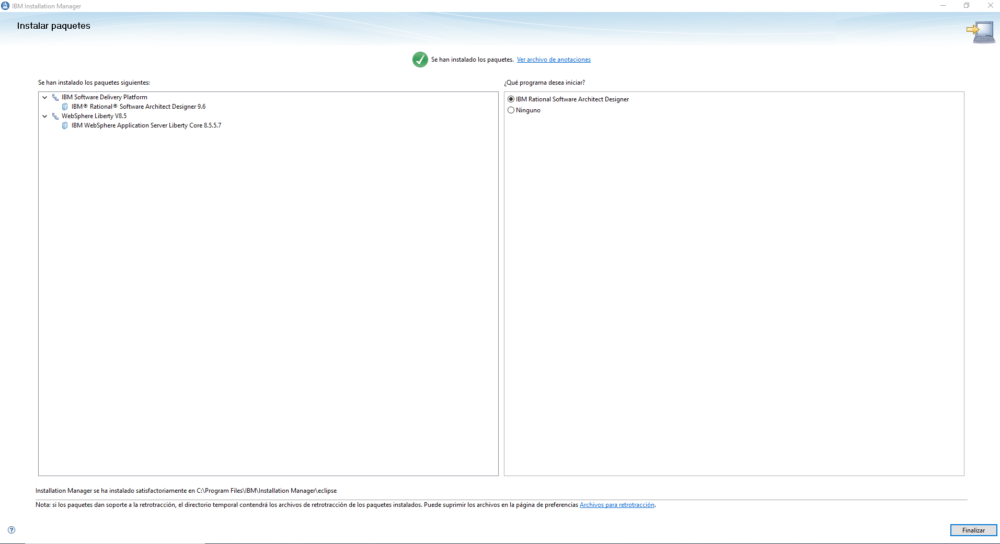 IBM Installation Manager
Instalar paquetes
Se han instalado los paquetes. Ver archivo de anotaciones
Se han instalado los paquetes siguientes:
IBM Software Delivery Platform
IBM® Rational® Software Architect Designer 9.6
WebSphere Liberty V8.5
IBM WebSphere Application Server Liberty Core 8.5.5.7
¿Qué programa desea iniciar?
IBM Rational Software Architect Designer
Ninguno
Installation Manager se ha instalado satisfactoriamente en C:\Program Files\IBM\Installation Manager\eclipse
Nota: si los paquetes dan soporte a la retrotracción, el directorio temporal contendrá los archivos de retrotracción de los paquetes instalados. Puede suprimir los archivos en la página de preferencias Archivos para retrotracción.
?
Finalizar